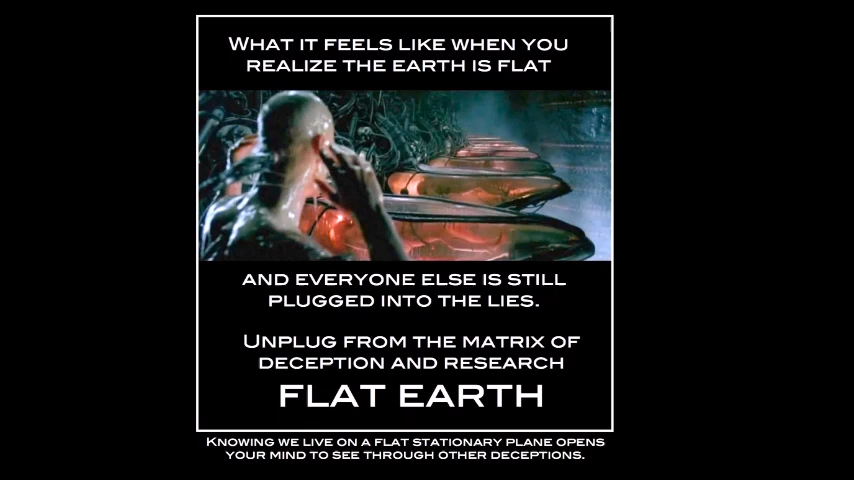 What it feels like when you
realize the earth is flat
and everyone else is still
plugged into the lies.
Unplug from the matrix of
deception and research
FLAT EARTH
Knowing we live on a flat stationary plane opens
your mind to see through other deceptions.